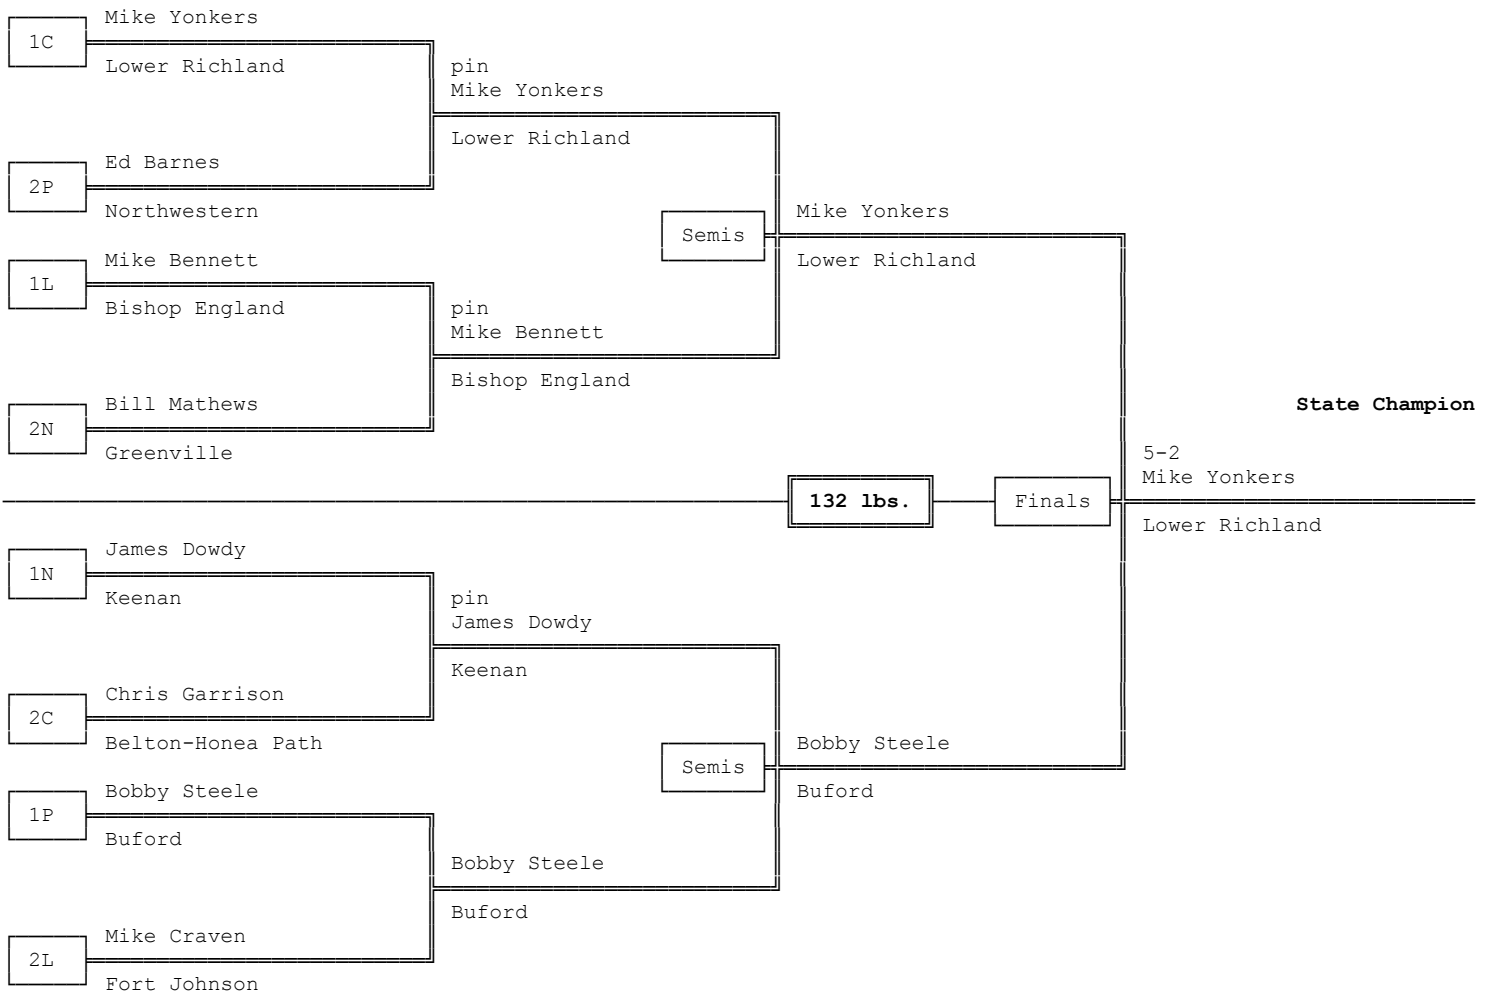 Mike Yonkers
1C
Lower Richland
pin
Mike Yonkers
Lower Richland
Ed Barnes
2P
Northwestern
Mike Yonkers
Semis
Lower Richland
Mike Bennett
1L
Bishop England
pin
Mike Bennett
Bishop England
Bill Mathews
2N
Greenville
State Champion
5-2
Mike Yonkers
132 lbs.
Finals
Lower Richland
James Dowdy
1N
Keenan
pin
James Dowdy
Keenan
Chris Garrison
2C
Belton-Honea Path
Bobby Steele
Semis
Buford
Bobby Steele
1P
Buford
Bobby Steele
Buford
Mike Craven
2L
Fort Johnson